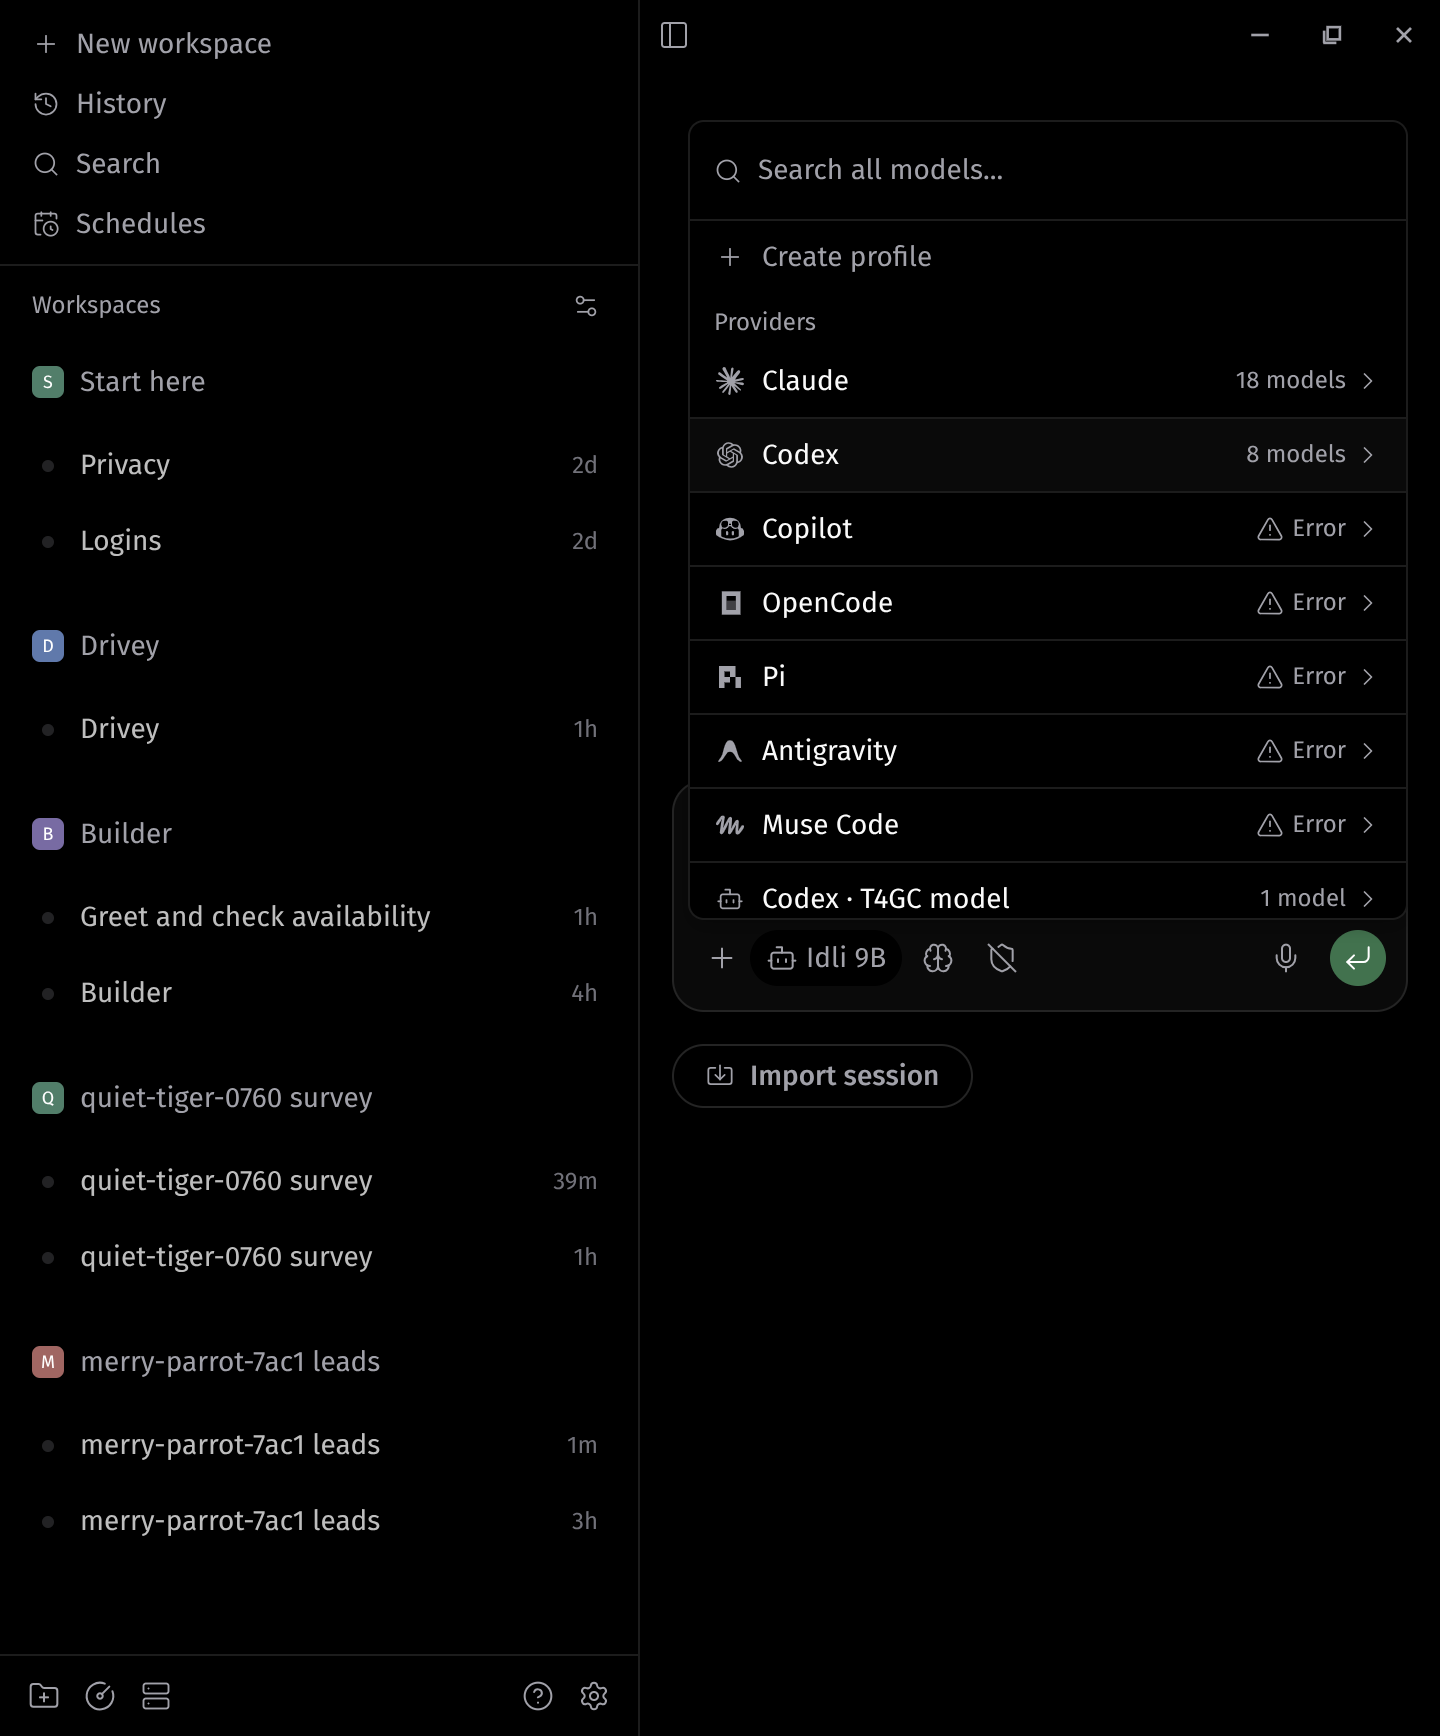 New workspace
History
Search
Schedules
Workspaces
S Start here
Privacy 2d
Logins 2d
D Drivey
Drivey 1h
B Builder
Greet and check availability 1h
Builder 4h
Q quiet-tiger-0760 survey
quiet-tiger-0760 survey 39m
quiet-tiger-0760 survey 1h
M merry-parrot-7ac1 leads
merry-parrot-7ac1 leads 1m
merry-parrot-7ac1 leads 3h
Search all models...
Create profile
Providers
Claude 18 models
Codex 8 models
Copilot Error
OpenCode Error
Pi Error
Antigravity Error
Muse Code Error
Codex · T4GC model 1 model
Idli 9B
Import session